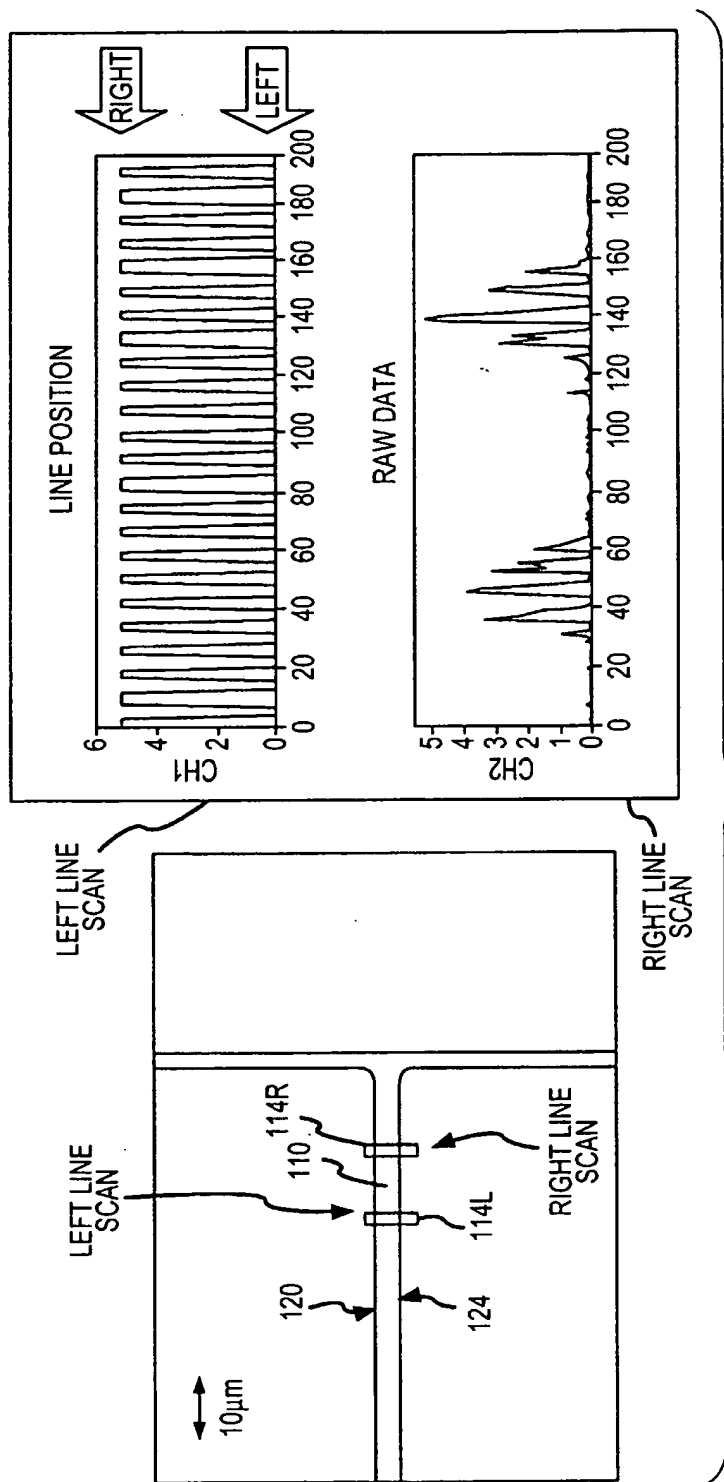 10µm
120
124
LEFT LINE
SCAN
114L
110
114R
RIGHT LINE
SCAN
LEFT LINE
SCAN
RIGHT LINE
SCAN
LINE POSITION
CH1
6
4
2
0
0 20 40 60 80 100 120 140 160 180 200
RIGHT
LEFT
RAW DATA
CH2
5
4
3
2
1
0
0 20 40 60 80 100 120 140 160 180 200